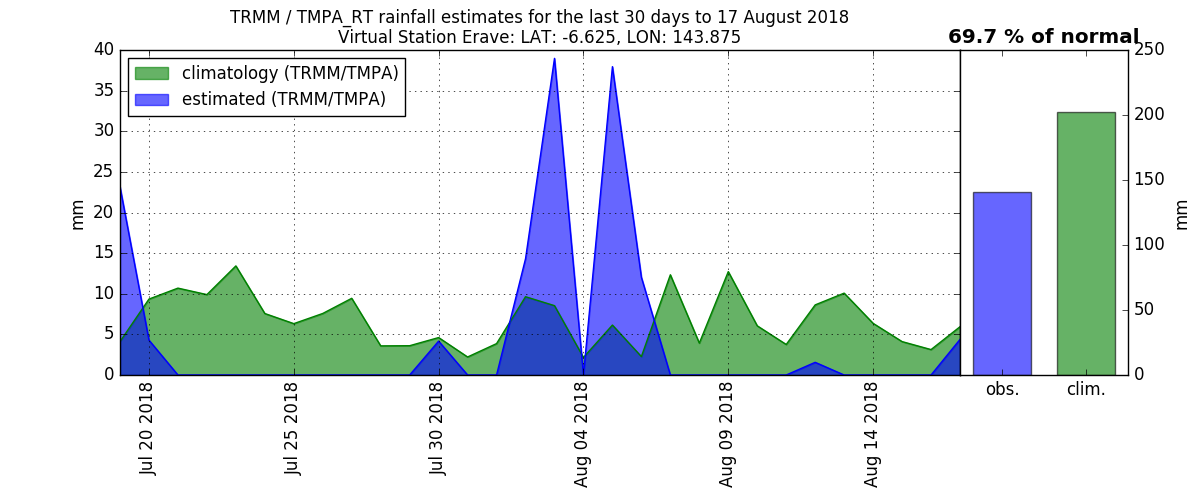 TRMM / TMPA_RT rainfall estimates for the last 30 days to 17 August 2018
Virtual Station Erave: LAT: -6.625, LON: 143.875
69.7 % of normal
climatology (TRMM/TMPA)
estimated (TRMM/TMPA)
40
35
30
25
20
15
10
5
0
mm
Jul 20 2018
Jul 25 2018
Jul 30 2018
Aug 04 2018
Aug 09 2018
Aug 14 2018
obs.
clim.
250
200
150
100
50
0
mm